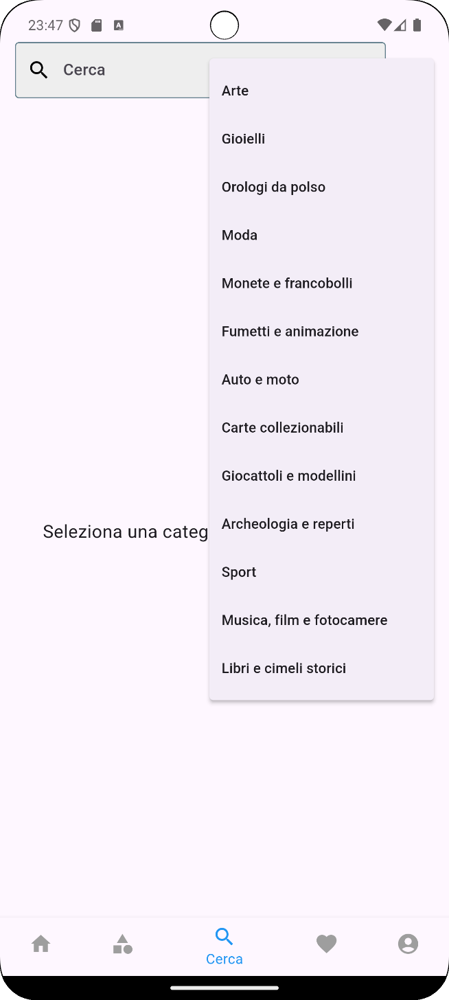 23:47
Cerca
Arte
Gioielli
Orologi da polso
Moda
Monete e francobolli
Fumetti e animazione
Auto e moto
Carte collezionabili
Giocattoli e modellini
Seleziona una categ
Archeologia e reperti
Sport
Musica, film e fotocamere
Libri e cimeli storici
Cerca